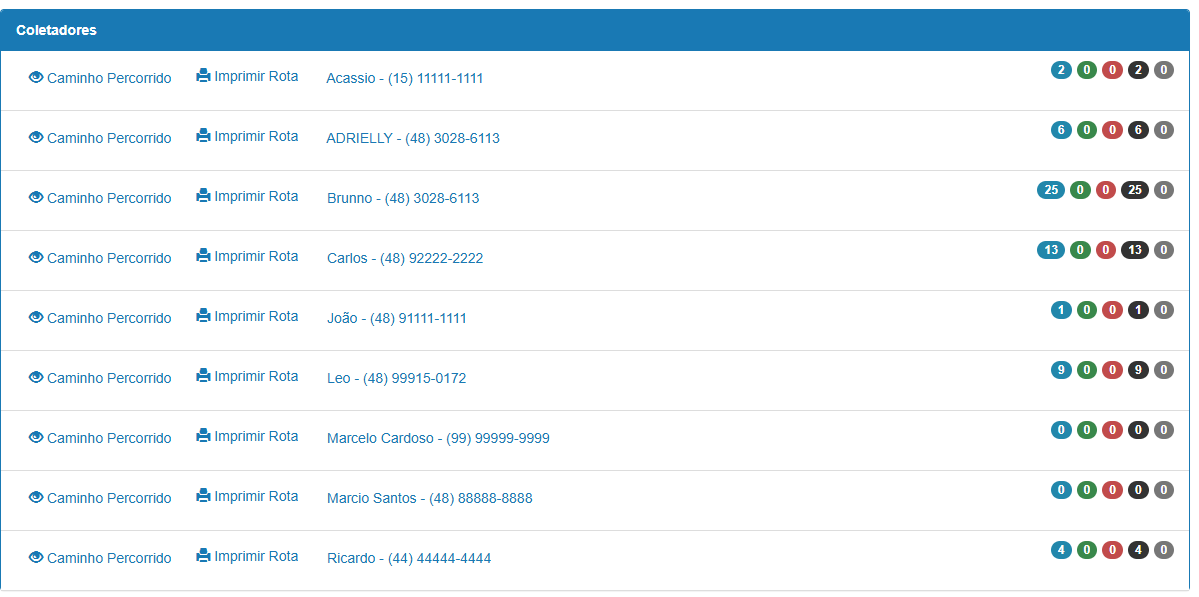 Coletadores
Caminho Percorrido Imprimir Rota Acassio - (15) 11111-1111 2 0 0 2 0
Caminho Percorrido Imprimir Rota ADRIELLY - (48) 3028-6113 6 0 0 6 0
Caminho Percorrido Imprimir Rota Brunno - (48) 3028-6113 25 0 0 25 0
Caminho Percorrido Imprimir Rota Carlos - (48) 92222-2222 13 0 0 13 0
Caminho Percorrido Imprimir Rota João - (48) 91111-1111 1 0 0 1 0
Caminho Percorrido Imprimir Rota Leo - (48) 99915-0172 9 0 0 9 0
Caminho Percorrido Imprimir Rota Marcelo Cardoso - (99) 99999-9999 0 0 0 0 0
Caminho Percorrido Imprimir Rota Marcio Santos - (48) 88888-8888 0 0 0 0 0
Caminho Percorrido Imprimir Rota Ricardo - (44) 44444-4444 4 0 0 4 0